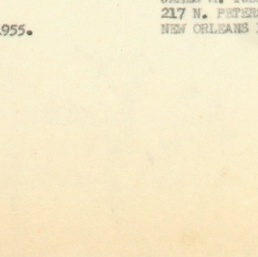 217 N. PETER
1955.
NEW ORLEANS